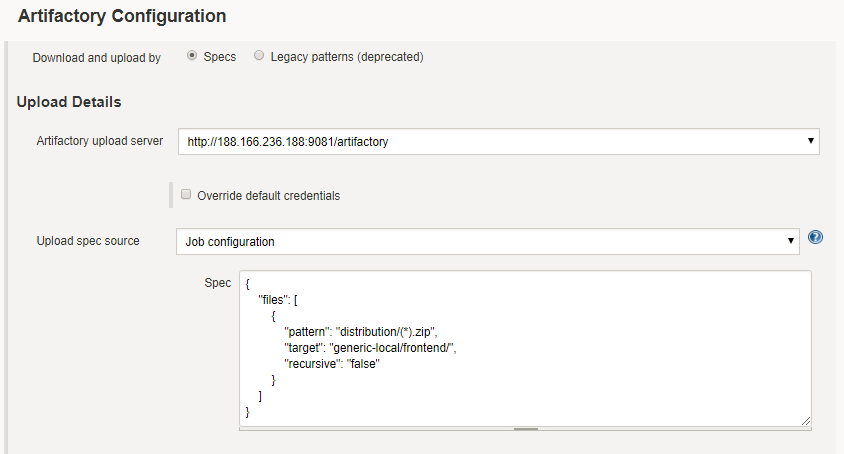 Artifactory Configuration
Download and upload by Specs Legacy patterns (deprecated)
Upload Details
Artifactory upload server http://188.166.236.188:9081/artifactory
Override default credentials
Upload spec source Job configuration ?
Spec {
"files": [
{
"pattern": "distribution/(*).zip",
"target": "generic-local/frontend/",
"recursive": "false"
}
]
}